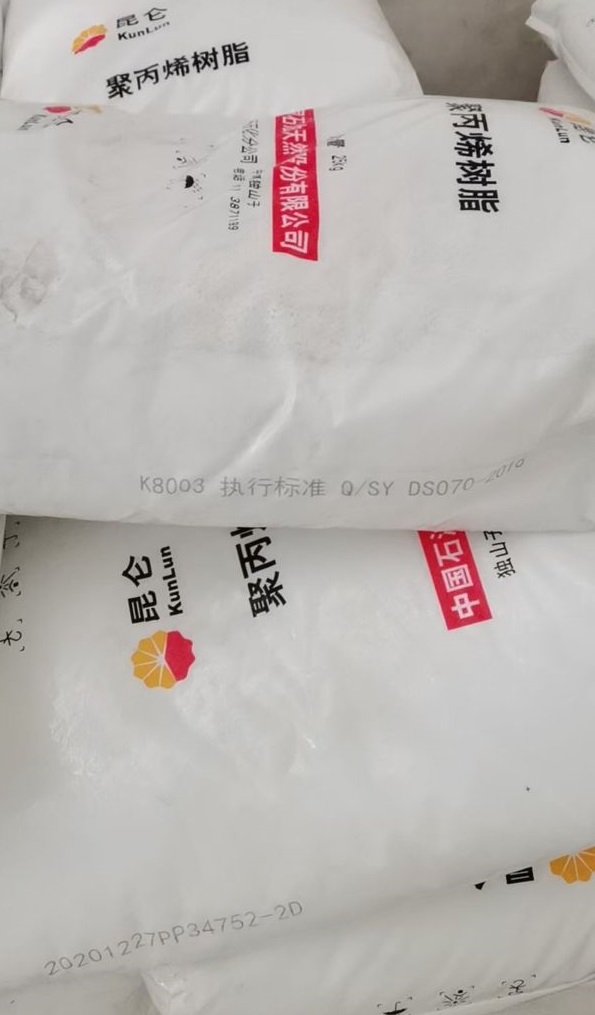 昆仑
KunLun
聚丙烯树脂
聚丙烯树脂
石油天然气股份有限公司
25kg
K8003 执行标准 Q/SY DS070-2016
昆仑
KunLun
聚丙
中国石
独山子
20201227PP34752-2D